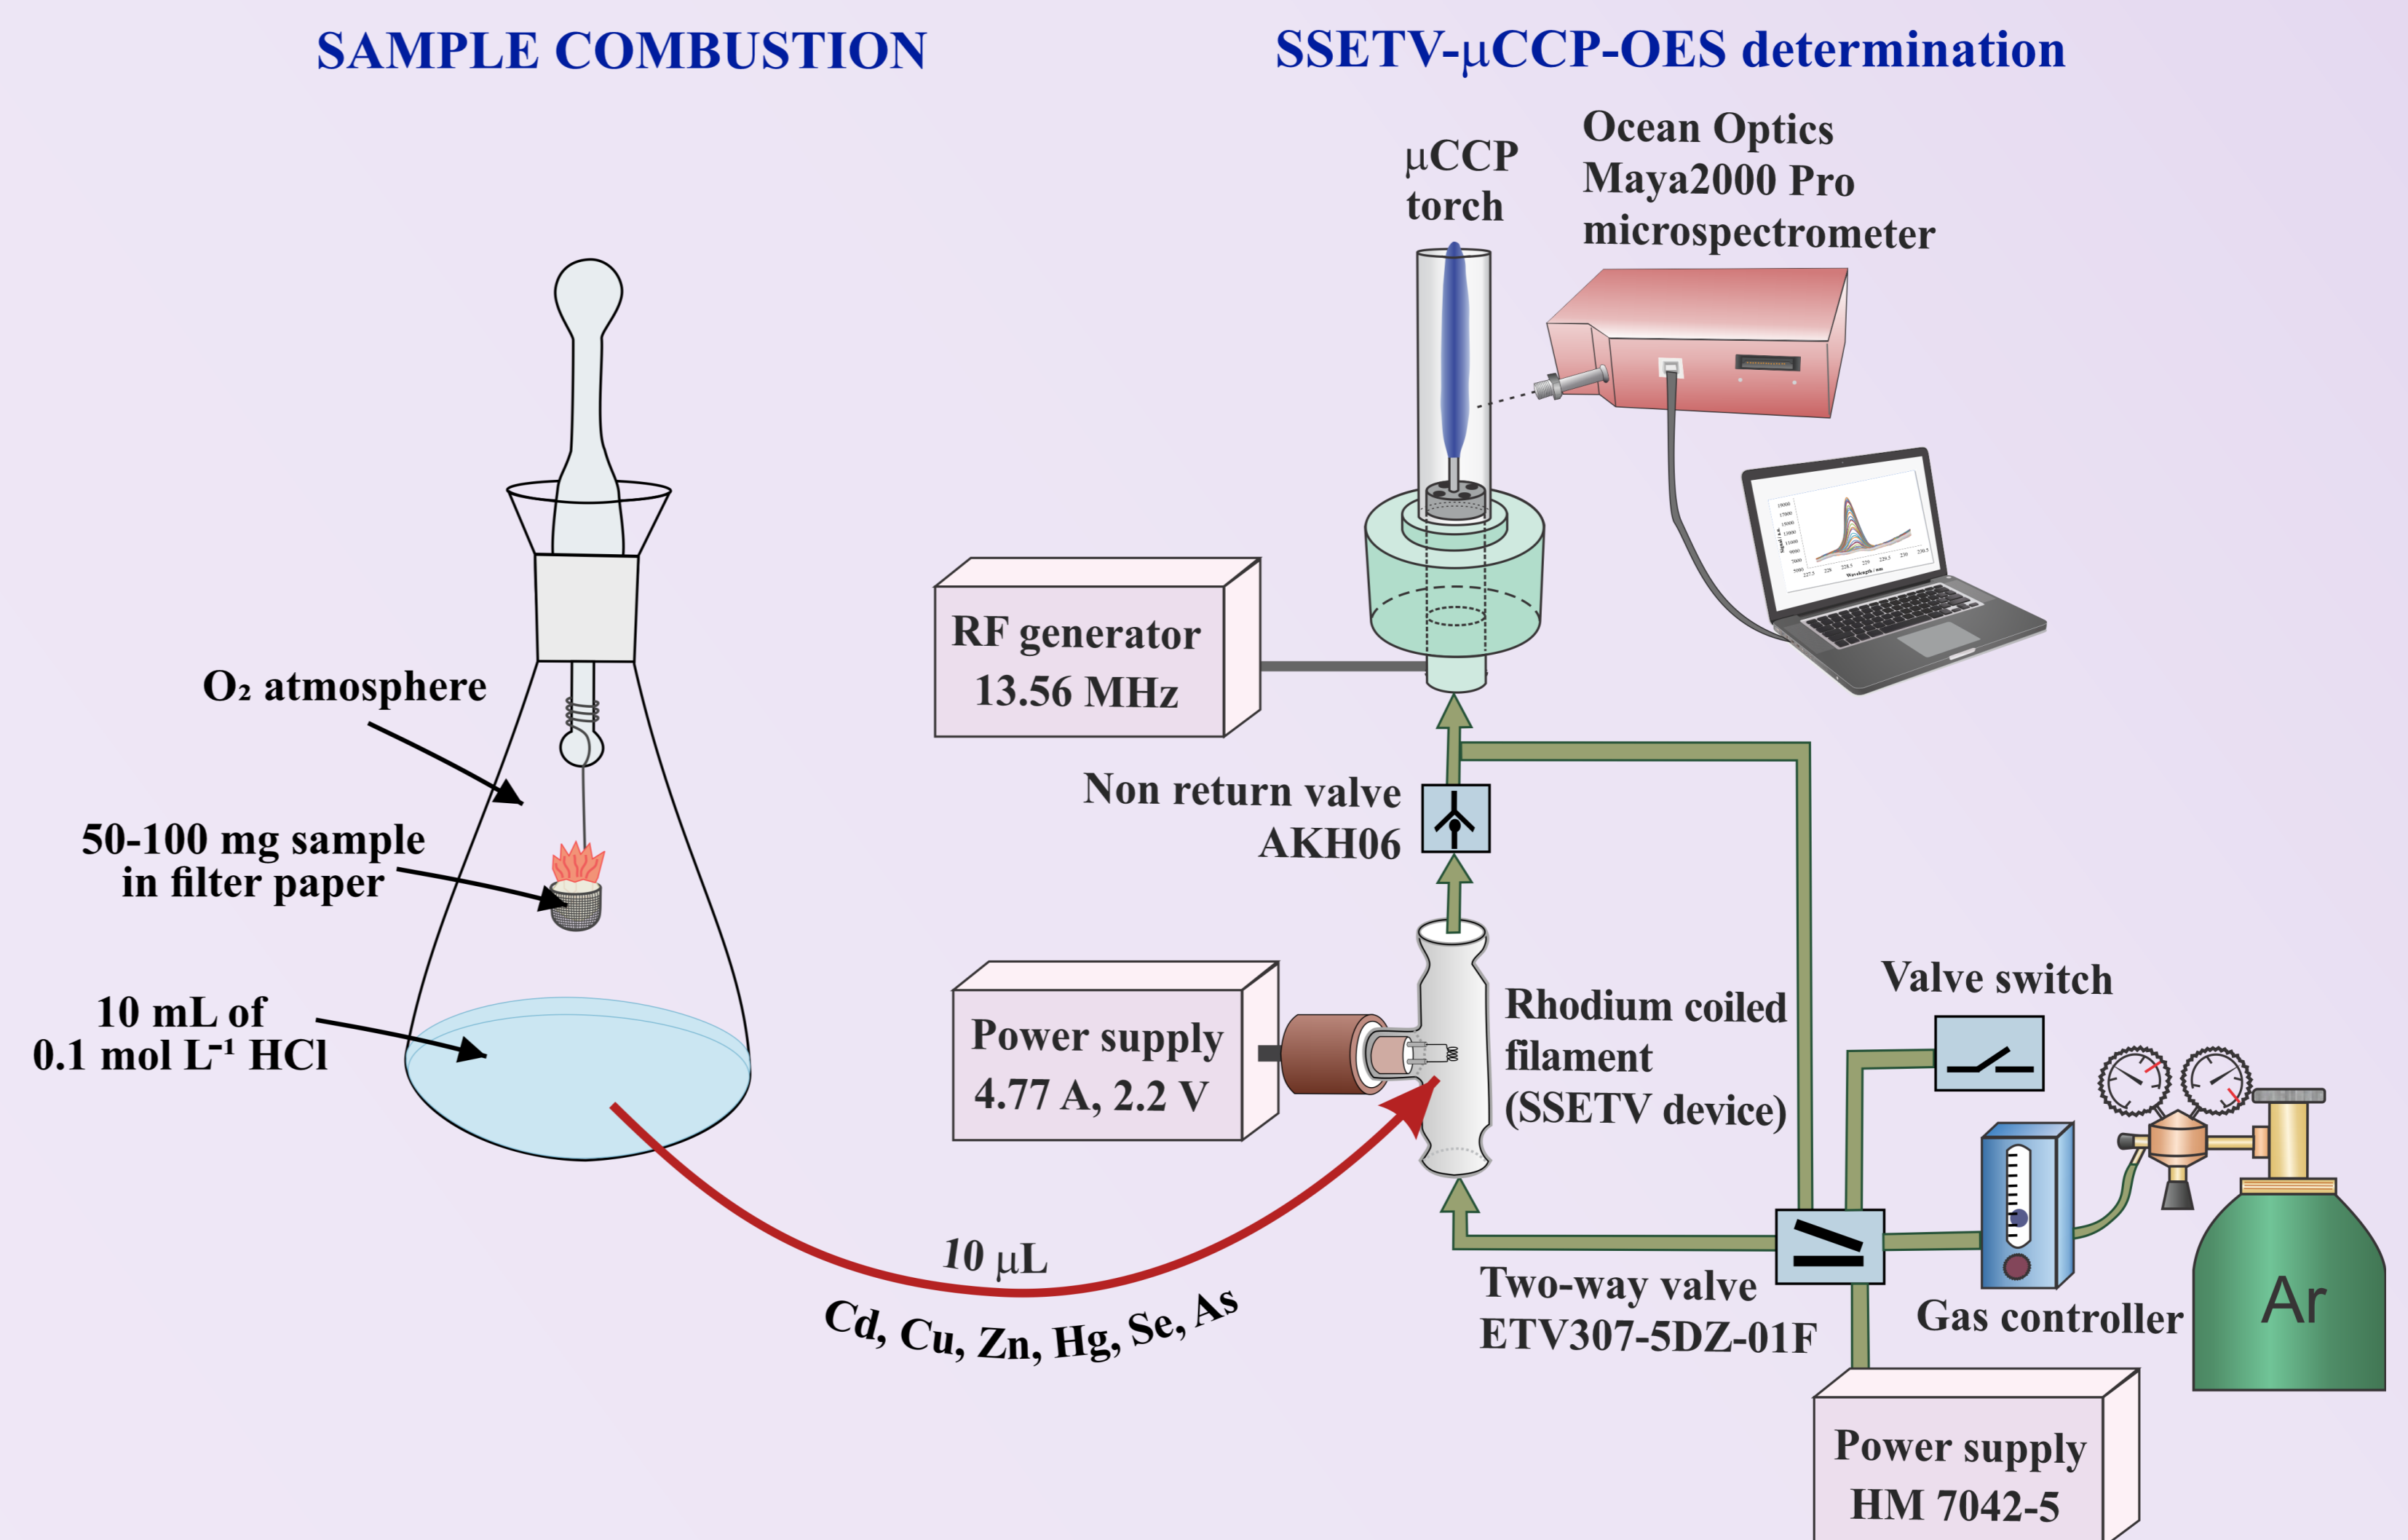 SAMPLE COMBUSTION
O₂ atmosphere
50-100 mg sample
in filter paper
10 mL of
0.1 mol L⁻¹ HCl
10 µL
Cd, Cu, Zn, Hg, Se, As
SSETV-µCCP-OES determination
µCCP
torch
Ocean Optics
Maya2000 Pro
microspectrometer
RF generator
13.56 MHz
Non return valve
AKH06
Power supply
4.77 A, 2.2 V
Rhodium coiled
filament
(SSETV device)
Valve switch
Two-way valve
ETV307-5DZ-01F
Gas controller
Ar
Power supply
HM 7042-5
Wavelength / nm